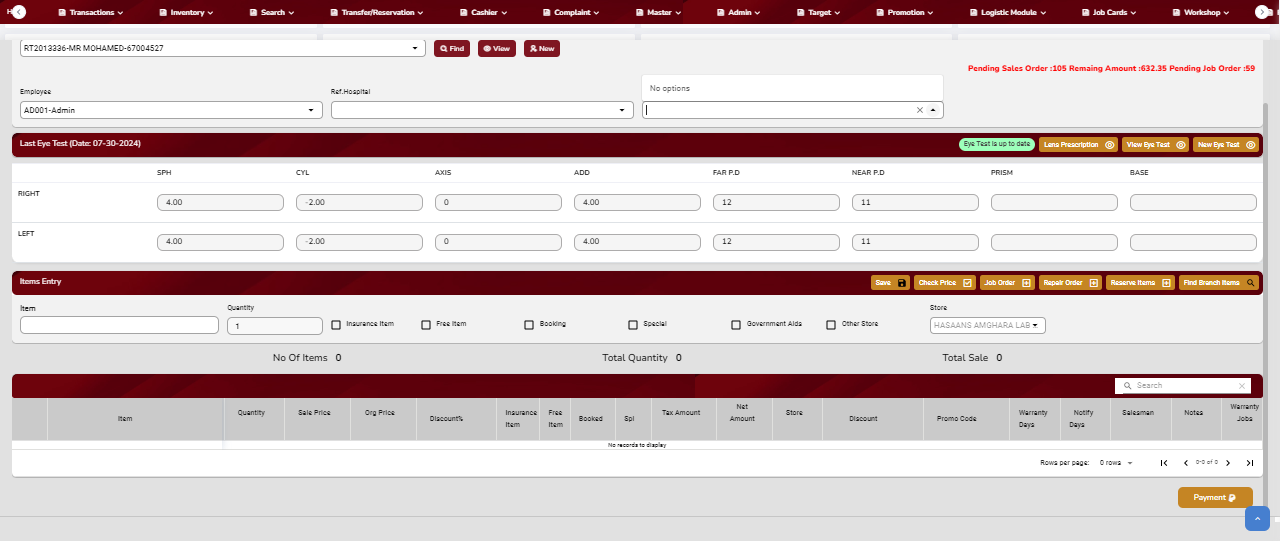 H
Transactions
Inventory
Search
Transfer/Reservation
Cashier
Complaint
Master
Admin
Target
Promotion
Logistic Module
Job Cards
Workshop
RT2013336-MR MOHAMED-67004527
Find
View
New
Pending Sales Order :105 Remaing Amount :632.35 Pending Job Order :59
No options
Employee
Ref.Hospital
AD001-Admin
Last Eye Test (Date: 07-30-2024)
Eye Test is up to date
Lens Prescription
View Eye Test
New Eye Test
SPH CYL AXIS ADD FAR P.D NEAR P.D PRISM BASE
RIGHT
4.00 -2.00 0 4.00 12 11
LEFT
4.00 -2.00 0 4.00 12 11
Items Entry
Save
Check Price
Job Order
Repair Order
Reserve Items
Find Branch Items
Item
Quantity
1
Insurance Item
Free Item
Booking
Special
Government Aids
Other Store
Store
HASAANS AMGHARA LAB
No Of Items 0
Total Quantity 0
Total Sale 0
Search
Item
Quantity
Sale Price
Org Price
Discount%
Insurance Item
Free Item
Booked
Spl
Tax Amount
Net Amount
Store
Discount
Promo Code
Warranty Days
Notify Days
Salesman
Notes
Warranty Jobs
No records to display
Rows per page: 0 rows
0-0 of 0
Payment